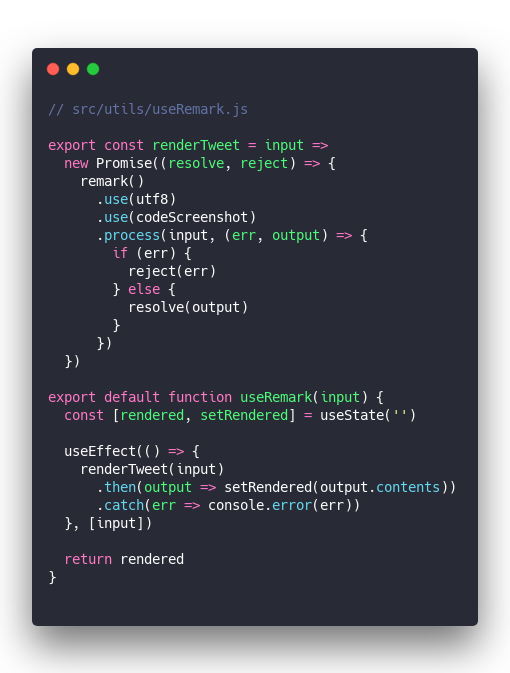 // src/utils/useRemark.js

export const renderTweet = input =>
  new Promise((resolve, reject) => {
    remark()
      .use(utf8)
      .use(codeScreenshot)
      .process(input, (err, output) => {
        if (err) {
          reject(err)
        } else {
          resolve(output)
        }
      })
  })

export default function useRemark(input) {
  const [rendered, setRendered] = useState('')

  useEffect(() => {
    renderTweet(input)
      .then(output => setRendered(output.contents))
      .catch(err => console.error(err))
  }, [input])

  return rendered
}